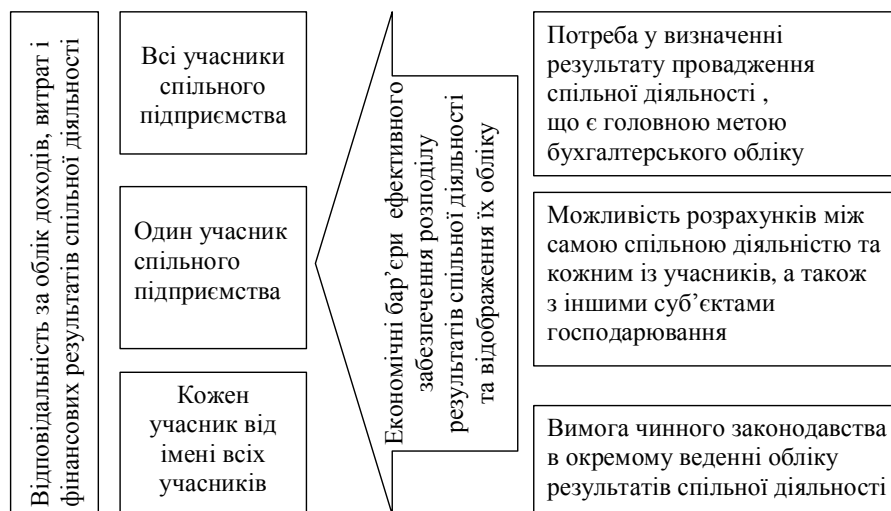 Відповідальність за облік доходів, витрат і
фінансових результатів спільної діяльності
Всі учасники
спільного
підприємства
Один учасник
спільного
підприємства
Кожен
учасник від
імені всіх
учасників
Економічні бар’єри ефективного
забезпечення розподілу
результатів спільної діяльності
та відображення їх обліку
Потреба у визначенні
результату провадження
спільної діяльності ,
що є головною метою
бухгалтерського обліку
Можливість розрахунків між
самою спільною діяльністю та
кожним із учасників, а також
з іншими суб’єктами
господарювання
Вимога чинного законодавства
в окремому веденні обліку
результатів спільної діяльності